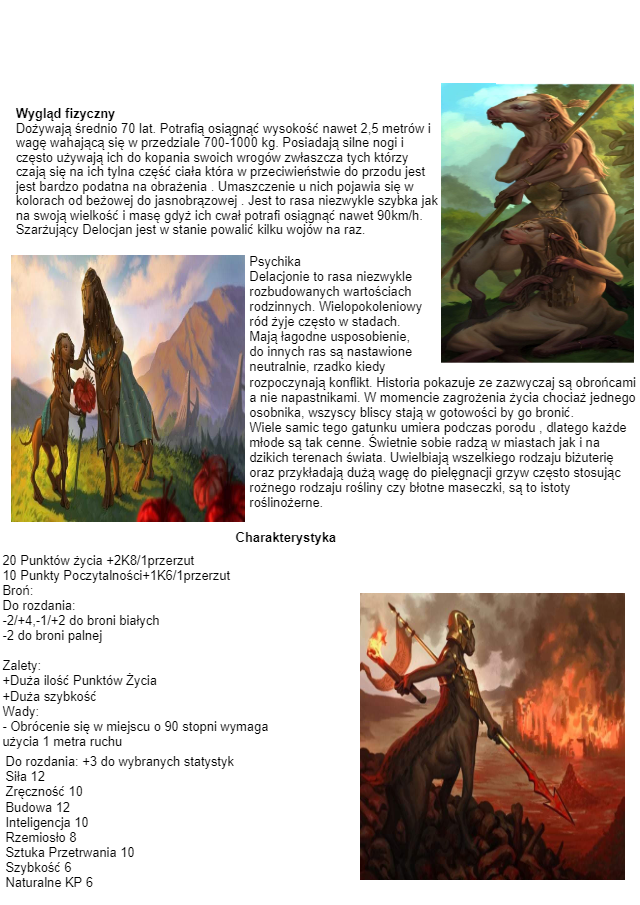 Wygląd fizyczny
Dożywają średnio 70 lat. Potrafią osiągnąć wysokość nawet 2,5 metrów i
wagę wahającą się w przedziale 700-1000 kg. Posiadają silne nogi i
często używają ich do kopania swoich wrogów zwłaszcza tych którzy
czają się na ich tylna część ciała która w przeciwieństwie do przodu jest
jest bardzo podatna na obrażenia . Umaszczenie u nich pojawia się w
kolorach od beżowej do jasnobrązowej . Jest to rasa niezwykle szybka jak
na swoją wielkość i masę gdyż ich cwał potrafi osiągnąć nawet 90km/h.
Szarżujący Delocjan jest w stanie powalić kilku wojów na raz.
Psychika
Delacjonie to rasa niezwykle
rozbudowanych wartościach
rodzinnych. Wielopokoleniowy
ród żyje często w stadach.
Mają łagodne usposobienie,
do innych ras są nastawione
neutralnie, rzadko kiedy
rozpoczynają konflikt. Historia pokazuje ze zazwyczaj są obrońcami
a nie napastnikami. W momencie zagrożenia życia chociaż jednego
osobnika, wszyscy bliscy stają w gotowości by go bronić.
Wiele samic tego gatunku umiera podczas porodu , dlatego każde
młode są tak cenne. Świetnie sobie radzą w miastach jak i na
dzikich terenach świata. Uwielbiają wszelkiego rodzaju biżuterię
oraz przykładają dużą wagę do pielęgnacji grzyw często stosując
rożnego rodzaju rośliny czy błotne maseczki, są to istoty
roślinożerne.
Charakterystyka
20 Punktów życia +2K8/1przerzut
10 Punkty Poczytalności+1K6/1przerzut
Broń:
Do rozdania:
-2/+4,-1/+2 do broni białych
-2 do broni palnej
Zalety:
+Duża ilość Punktów Życia
+Duża szybkość
Wady:
- Obrócenie się w miejscu o 90 stopni wymaga
użycia 1 metra ruchu
Do rozdania: +3 do wybranych statystyk
Siła 12
Zręczność 10
Budowa 12
Inteligencja 10
Rzemiosło 8
Sztuka Przetrwania 10
Szybkość 6
Naturalne KP 6